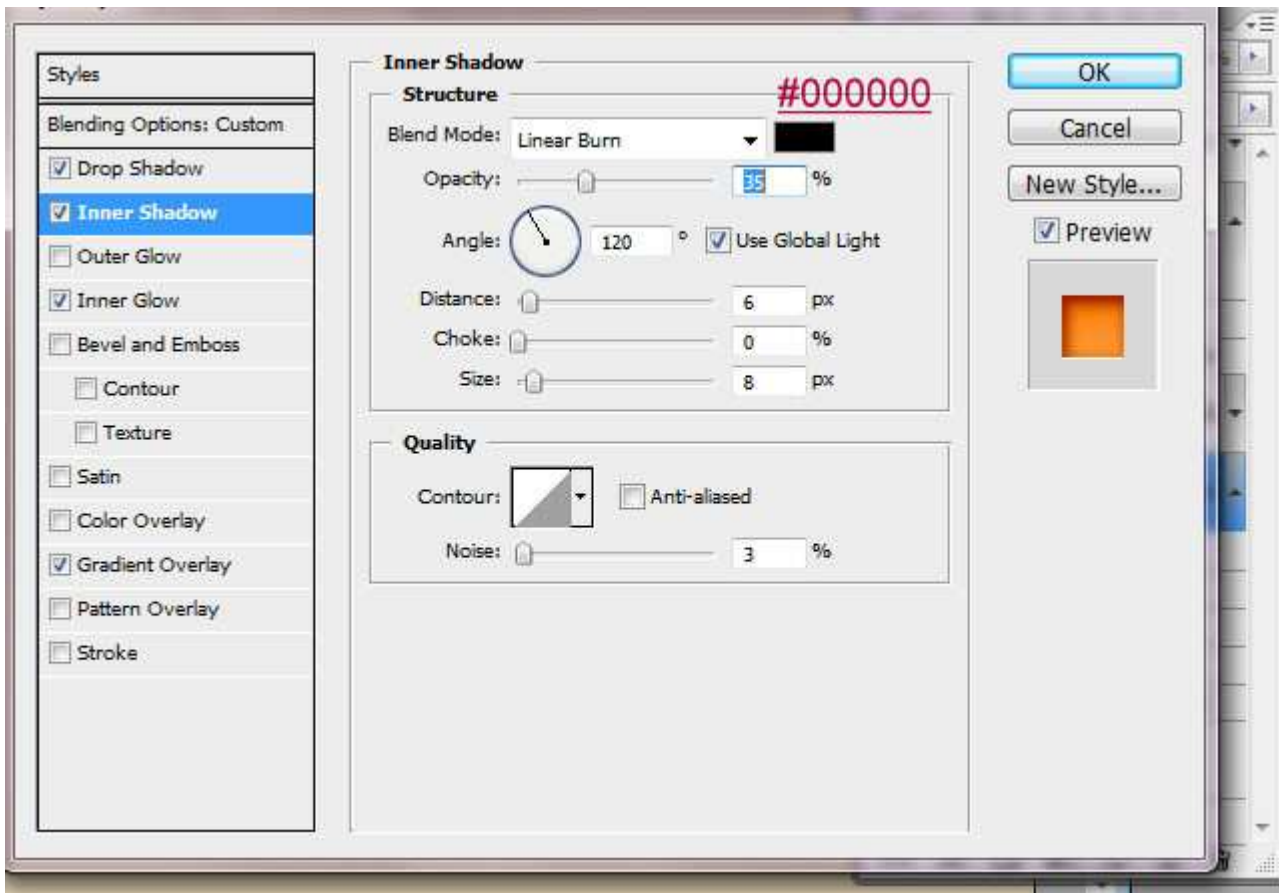 Styles
Blending Options: Custom
Drop Shadow
Inner Shadow
Outer Glow
Inner Glow
Bevel and Emboss
Contour
Texture
Satin
Color Overlay
Gradient Overlay
Pattern Overlay
Stroke
Inner Shadow
Structure
#000000
Blend Mode: Linear Burn
Opacity: 35 %
Angle: 120 ° Use Global Light
Distance: 6 px
Choke: 0 %
Size: 8 px
Quality
Contour: Anti-aliased
Noise: 3 %
OK
Cancel
New Style...
Preview